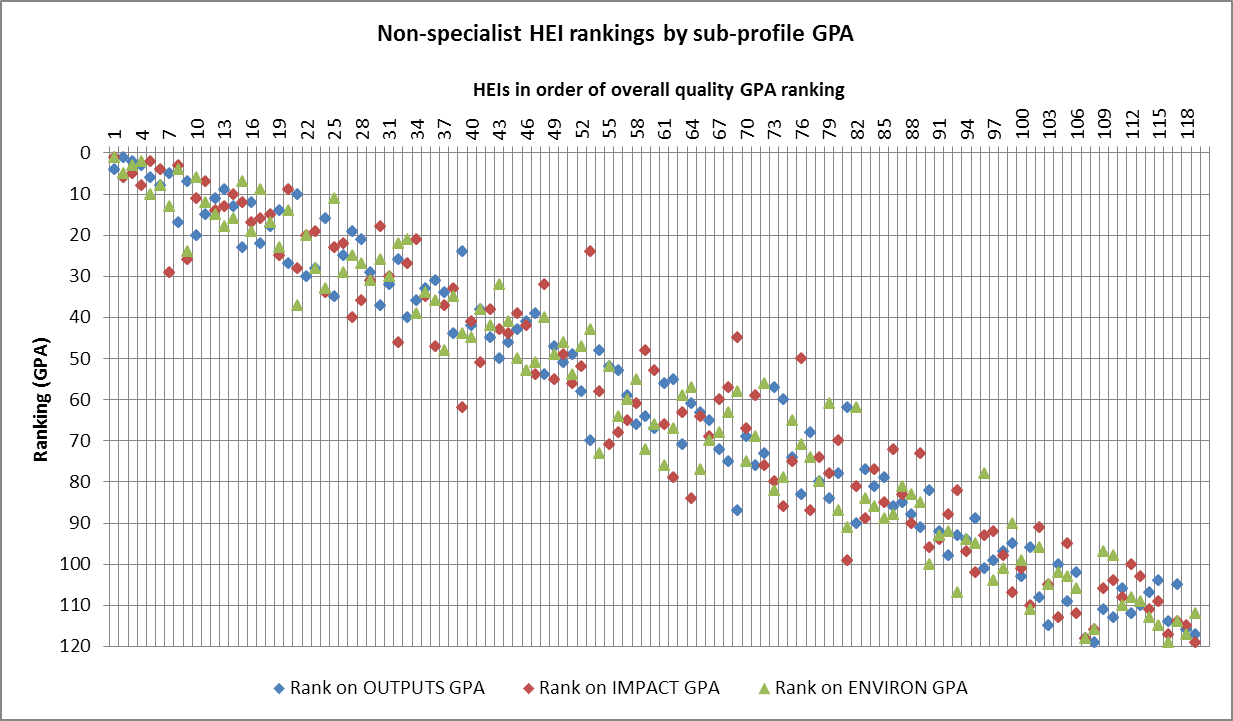 Non-specialist HEI rankings by sub-profile GPA
HEIs in order of overall quality GPA ranking
1 4 7 10 13 16 19 22 25 28 31 34 37 40 43 46 49 52 55 58 61 64 67 70 73 76 79 82 85 88 91 94 97 100 103 106 109 112 115 118
Ranking (GPA)
0
10
20
30
40
50
60
70
80
90
100
110
120
Rank on OUTPUTS GPA Rank on IMPACT GPA Rank on ENVIRON GPA